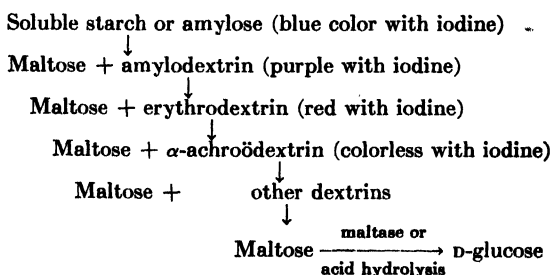 Soluble starch or amylose (blue color with iodine)
↓
Maltose + amylodextrin (purple with iodine)
↓
Maltose + erythrodextrin (red with iodine)
↓
Maltose + α-achroödextrin (colorless with iodine)
↓
Maltose + other dextrins
↓
maltase or
Maltose ⟶ D-glucose
acid hydrolysis